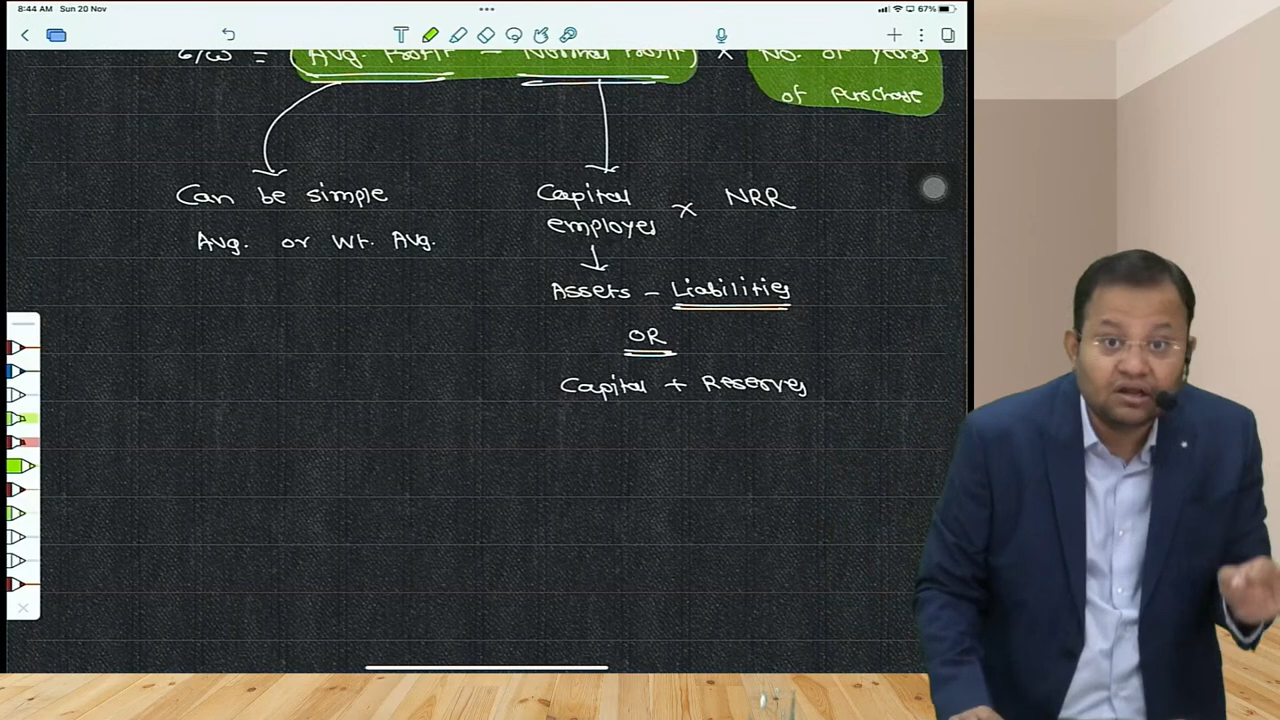 8:44 AM Sun 20 Nov
67%
G/W = (Avg. Profit - Normal Profit) x No. of years
of Purchase
Can be simple
Avg. or Wt. Avg.
Capital
employed x NRR
Assets - Liabilities
OR
Capital + Reserves